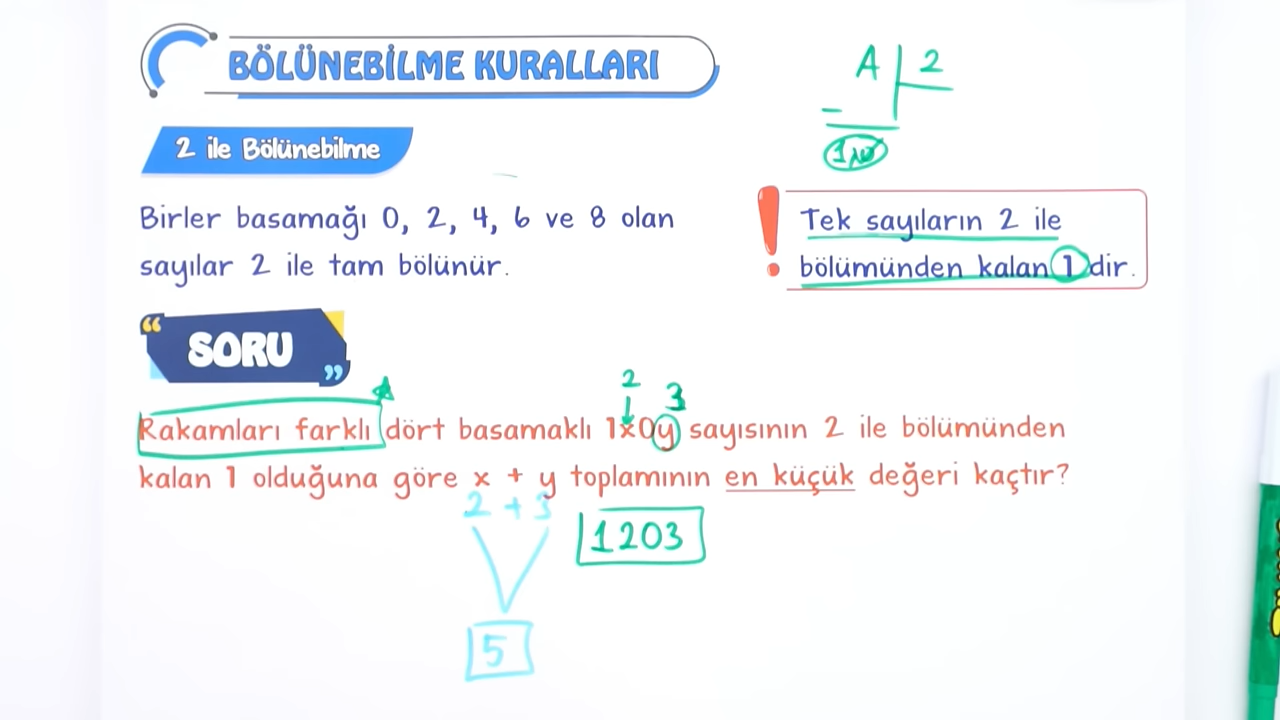 BÖLÜNEBİLME KURALLARI
A 2
2 ile Bölünebilme
Birler basamağı 0, 2, 4, 6 ve 8 olan
sayılar 2 ile tam bölünür.
Tek sayıların 2 ile
bölümünden kalan 1 dir.
SORU
2 3
Rakamları farklı dört basamaklı 1x0y sayısının 2 ile bölümünden
kalan 1 olduğuna göre x + y toplamının en küçük değeri kaçtır?
2 + 3
1203
5